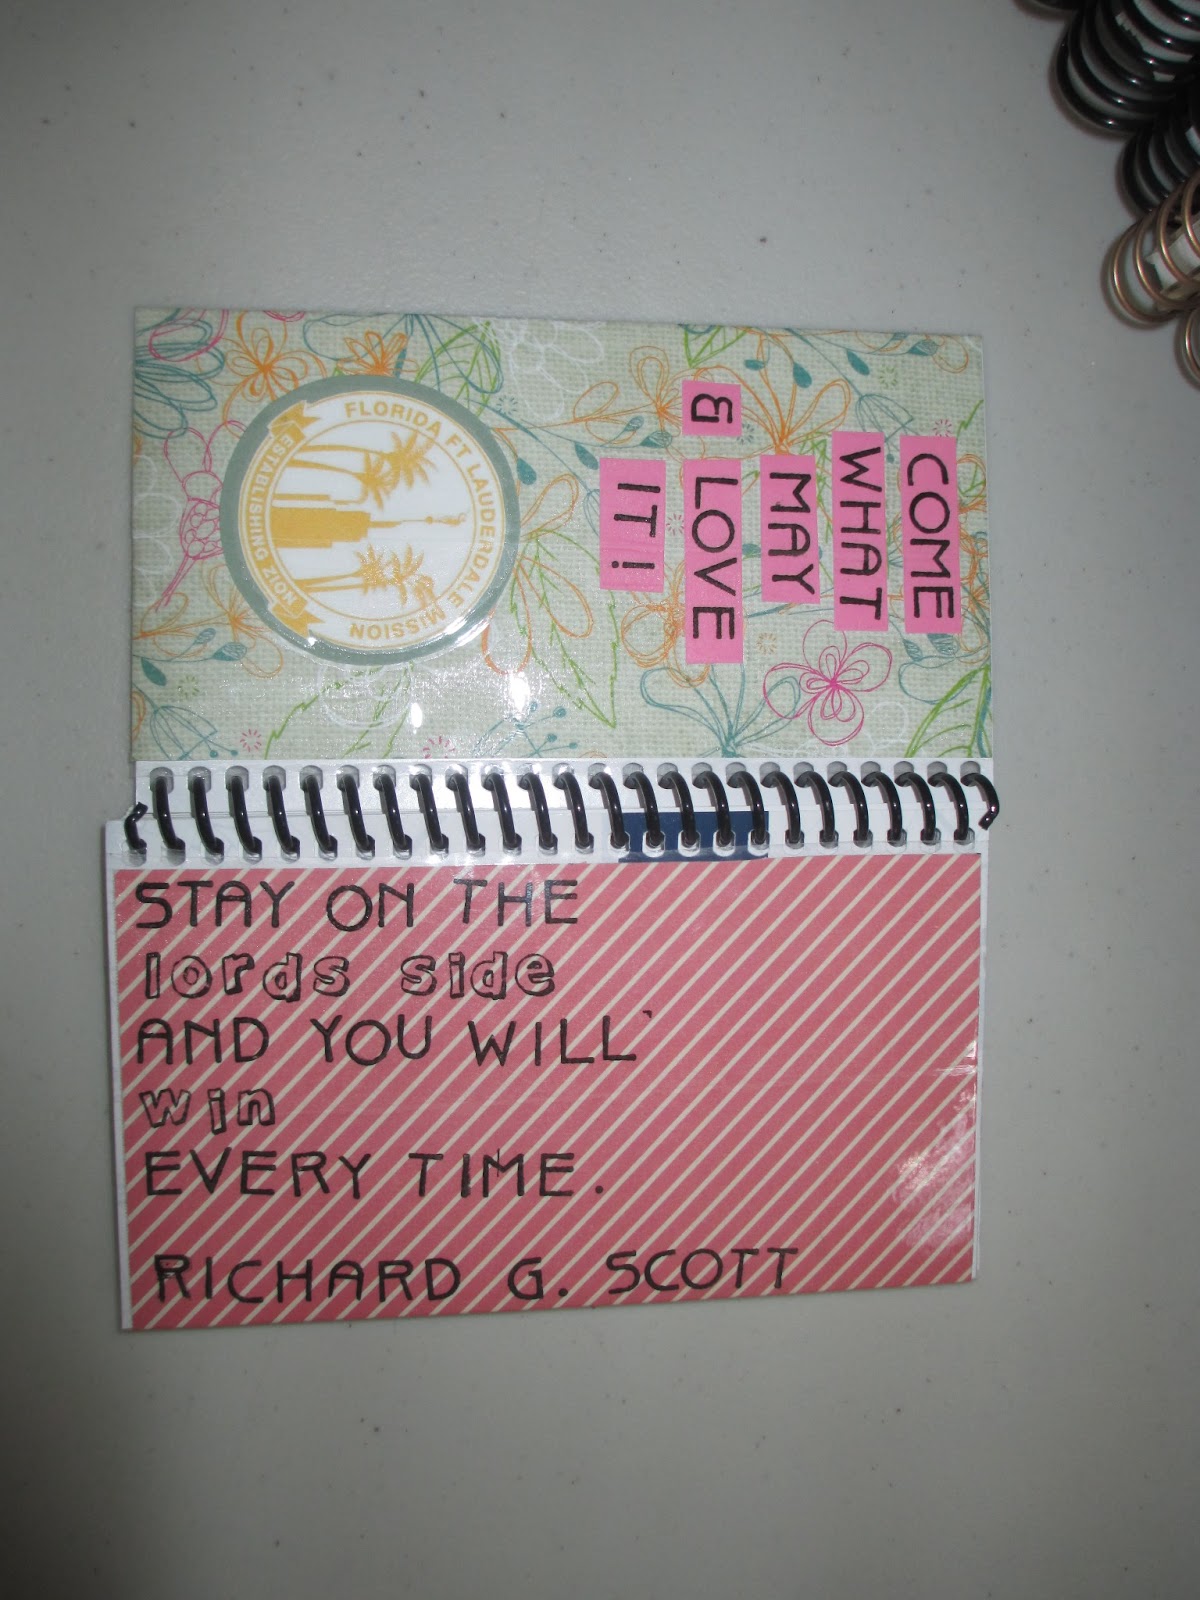 COME
WHAT
MAY
& LOVE
IT!
FLORIDA FT LAUDERDALE MISSION
ESTABLISHING ZION
STAY ON THE
lords side
AND YOU WILL
win
EVERY TIME.
RICHARD G. SCOTT